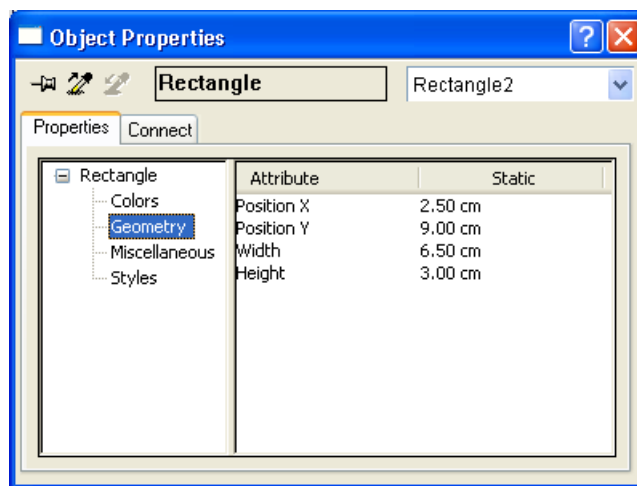 Object Properties
Rectangle Rectangle2
Properties Connect
Rectangle
Colors
Geometry
Miscellaneous
Styles
Attribute Static
Position X 2.50 cm
Position Y 9.00 cm
Width 6.50 cm
Height 3.00 cm